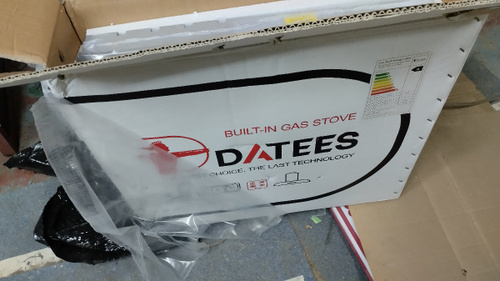 BUILT-IN GAS STOVE
DATEES
CHOICE, THE LAST TECHNOLOGY